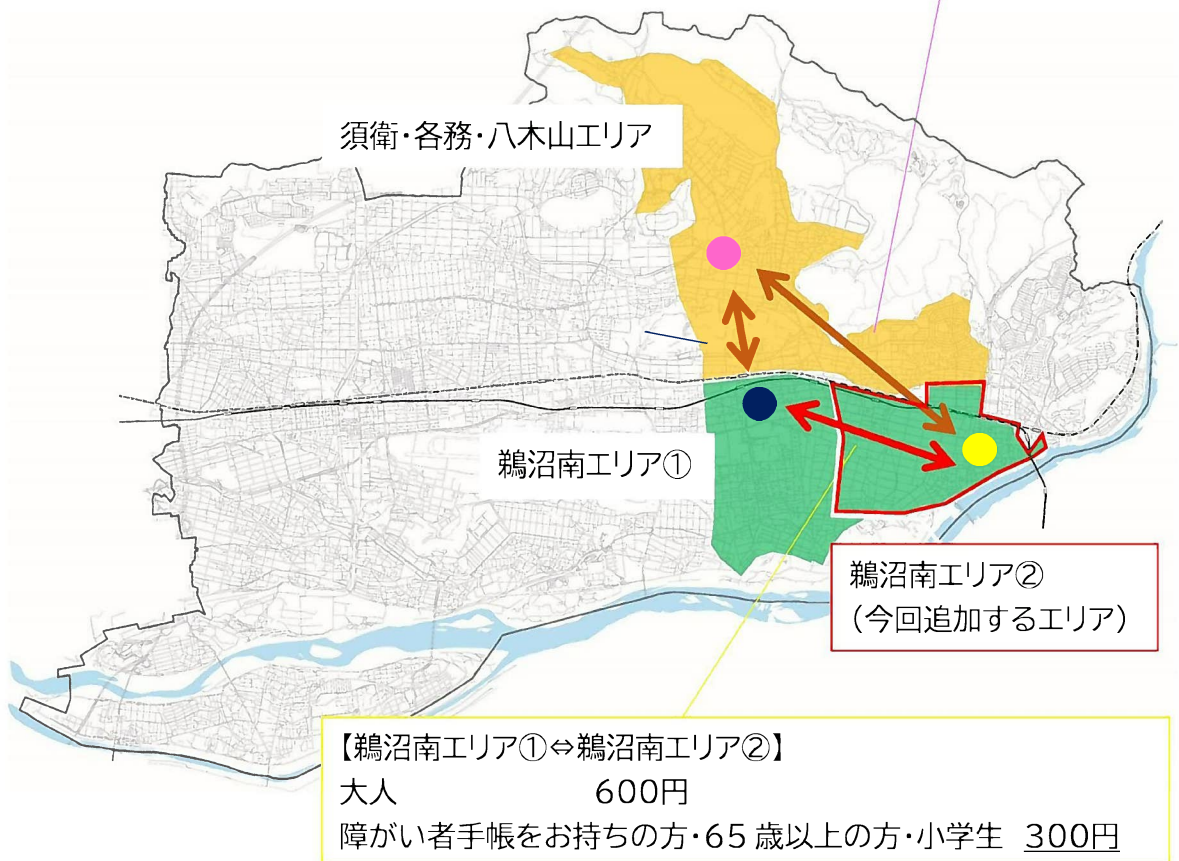 須衛・各務・八木山エリア
鵜沼南エリア①
鵜沼南エリア②
（今回追加するエリア）
【鵜沼南エリア①⇔鵜沼南エリア②】
大人　600円
障がい者手帳をお持ちの方・65歳以上の方・小学生　300円